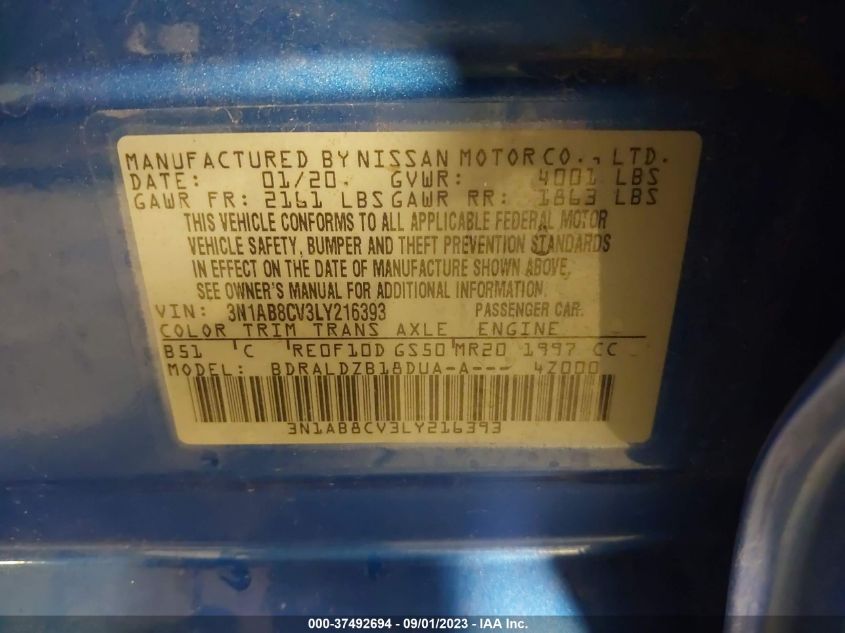 MANUFACTURED BY NISSAN MOTOR CO., LTD.
DATE: 01/20. GVWR: 4001 LBS
GAWR FR: 2161 LBS GAWR RR: 1863 LBS
THIS VEHICLE CONFORMS TO ALL APPLICABLE FEDERAL MOTOR
VEHICLE SAFETY, BUMPER AND THEFT PREVENTION STANDARDS
IN EFFECT ON THE DATE OF MANUFACTURE SHOWN ABOVE.
SEE OWNER'S MANUAL FOR ADDITIONAL INFORMATION.
VIN: 3N1AB8CV3LY216393 PASSENGER CAR
COLOR TRIM TRANS AXLE ENGINE
B51 C RE0F10D GS50 MR20 1997 CC
MODEL: BDRALDZB18DUA-A--- 4Z000
3N1AB8CV3LY216393
000-37492694 - 09/01/2023 - IAA Inc.